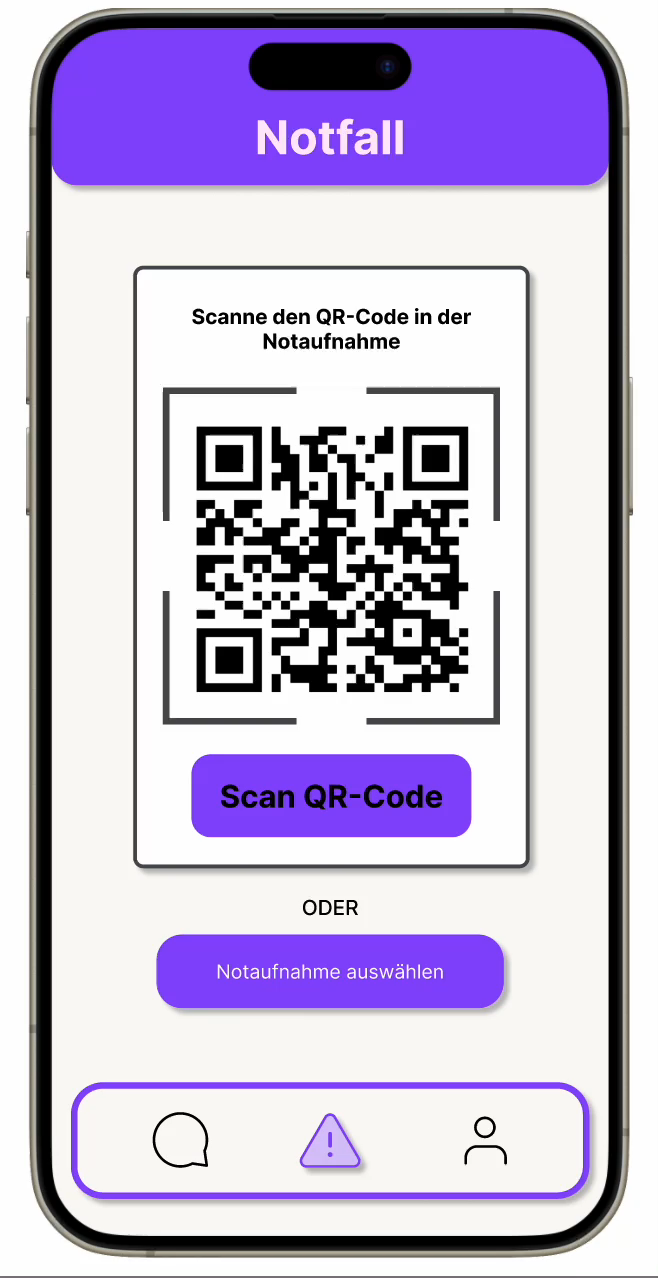 Notfall
Scanne den QR-Code in der
Notaufnahme
Scan QR-Code
ODER
Notaufnahme auswählen